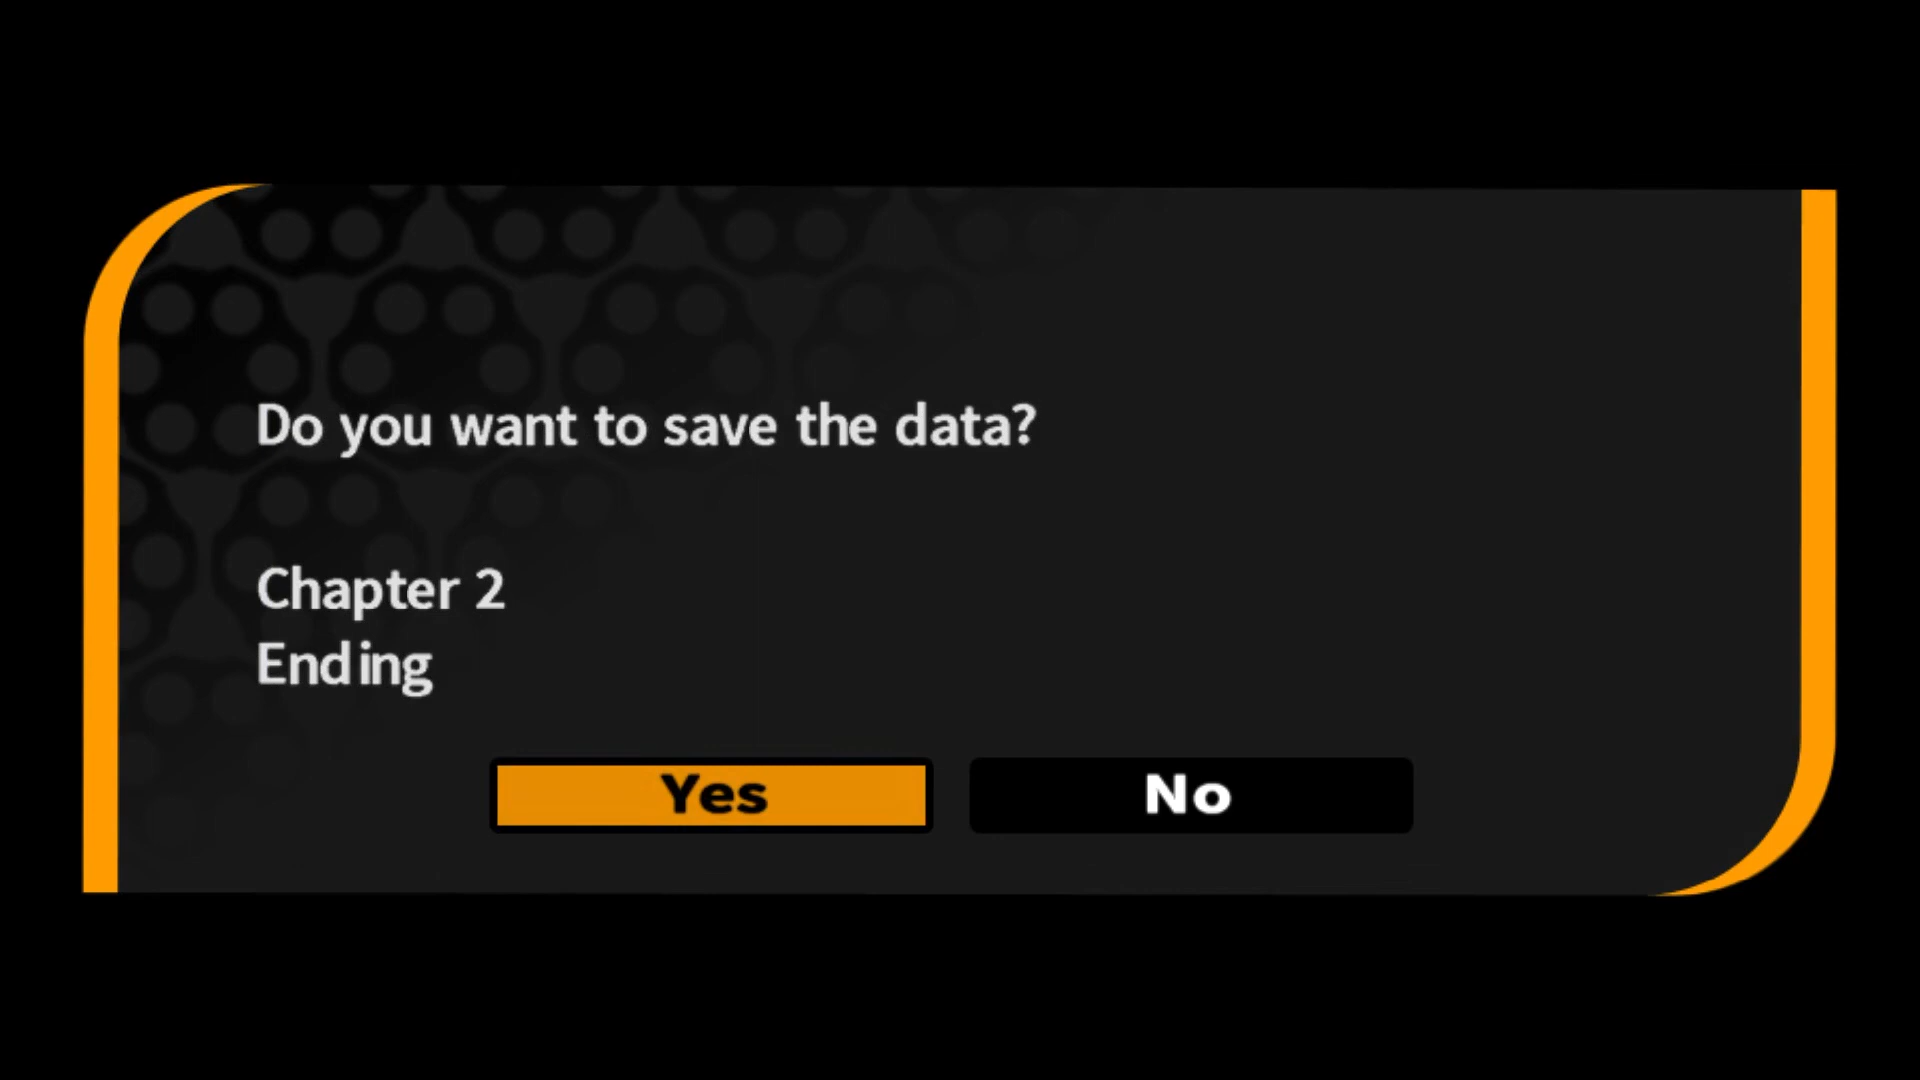 Do you want to save the data?
Chapter 2
Ending
Yes No